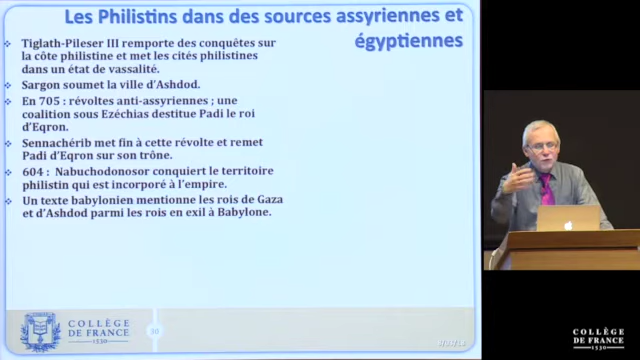 Les Philistins dans des sources assyriennes et
égyptiennes
Tiglath-Pileser III remporte des conquêtes sur
la côte philistine et met les cités philistines
dans un état de vassalité.
Sargon soumet la ville d'Ashdod.
En 705 : révoltes anti-assyriennes ; une
coalition sous Ezéchias destitue Padi le roi
d'Eqron.
Sennachérib met fin à cette révolte et remet
Padi d'Eqron sur son trône.
604 : Nabuchodonosor conquiert le territoire
philistin qui est incorporé à l'empire.
Un texte babylonien mentionne les rois de Gaza
et d'Ashdod parmi les rois en exil à Babylone.
COLLÈGE
DE FRANCE
1530
30
COLLÈGE
DE FRANCE
1530